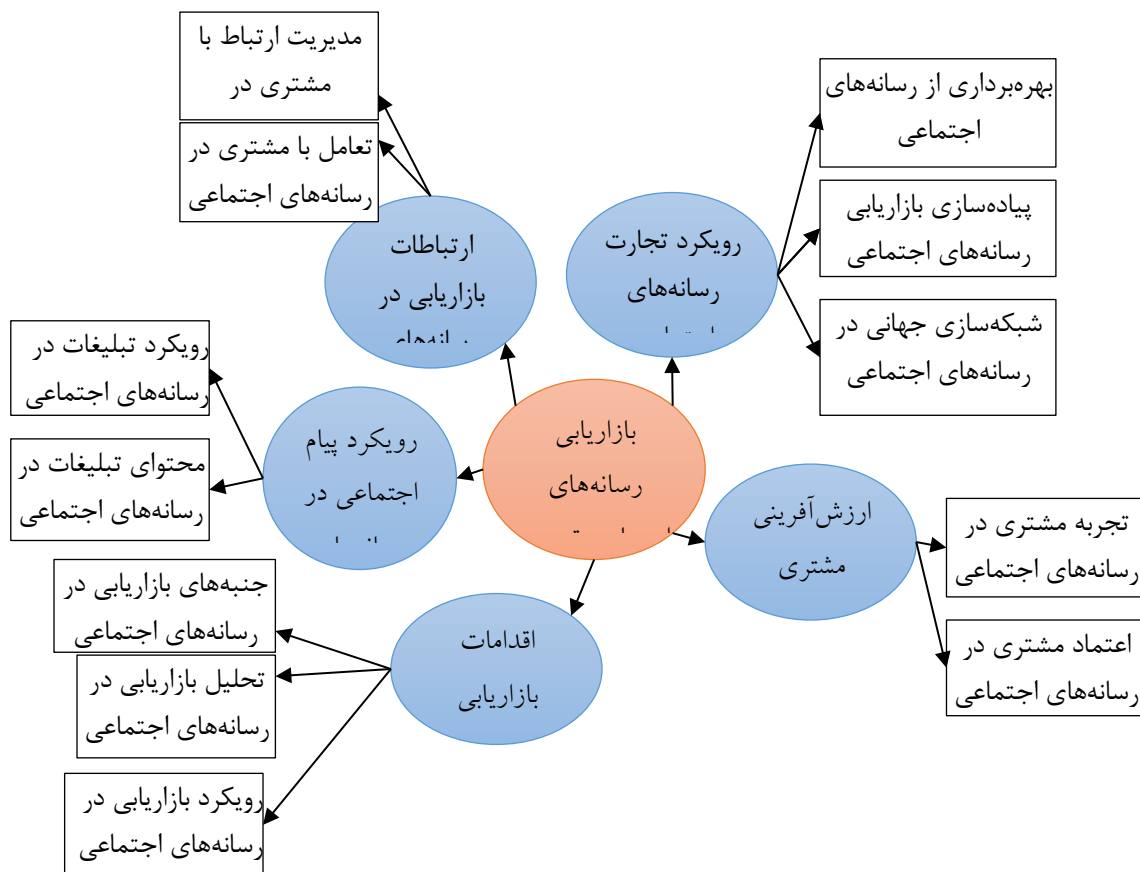 مدیریت ارتباط با
مشتری در
تعامل با مشتری در
رسانه‌های اجتماعی
بهره‌برداری از رسانه‌های
اجتماعی
پیاده‌سازی بازاریابی
رسانه‌های اجتماعی
شبکه‌سازی جهانی در
رسانه‌های اجتماعی
رویکرد تجارت
رسانه‌های
ارتباطات
بازاریابی در
رسانه‌های
رویکرد تبلیغات در
رسانه‌های اجتماعی
محتوای تبلیغات در
رسانه‌های اجتماعی
رویکرد پیام
اجتماعی در
بازاریابی
رسانه‌های
ارزش‌آفرینی
مشتری
تجربه مشتری در
رسانه‌های اجتماعی
اعتماد مشتری در
رسانه‌های اجتماعی
اقدامات
بازاریابی
جنبه‌های بازاریابی در
رسانه‌های اجتماعی
تحلیل بازاریابی در
رسانه‌های اجتماعی
رویکرد بازاریابی در
رسانه‌های اجتماعی